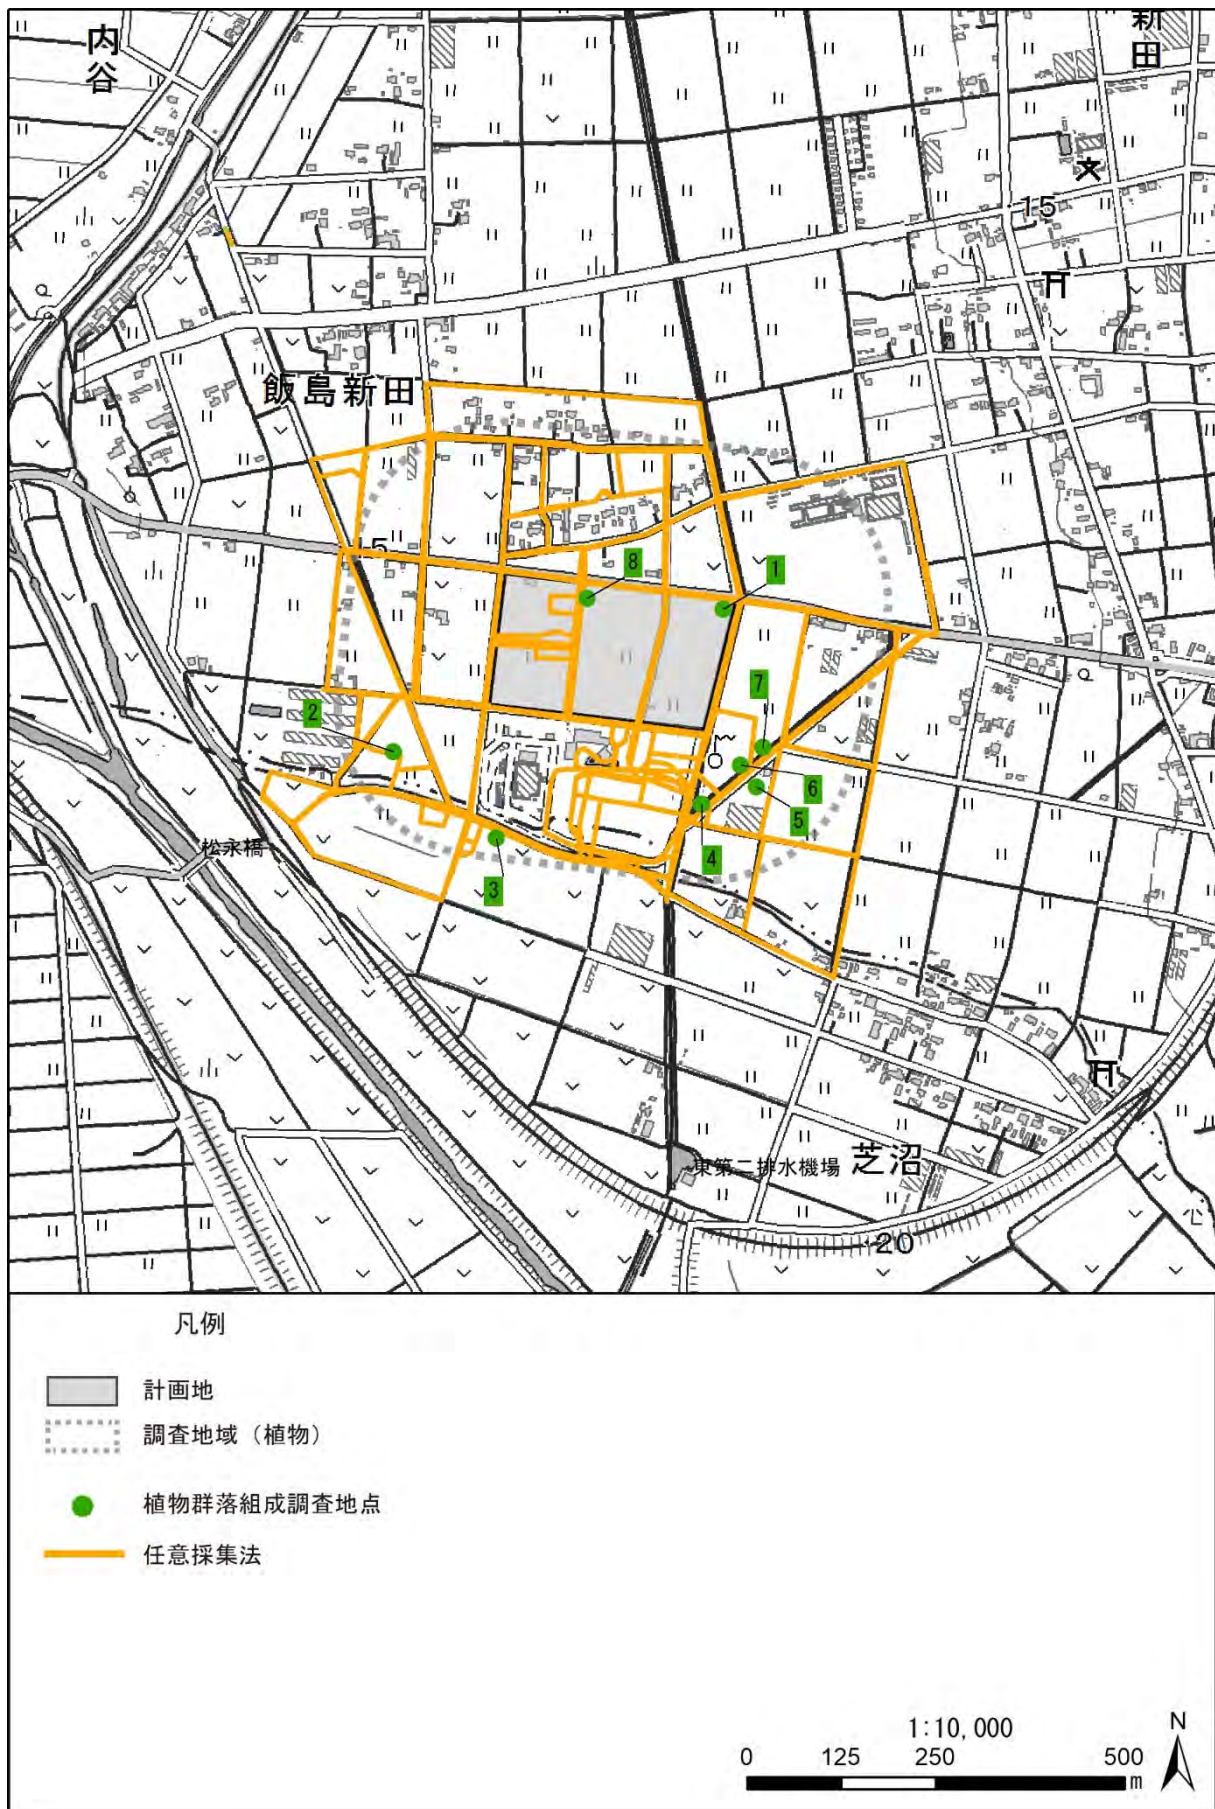 内谷
新田
15
飯島新田
15
8
1
7
2
6
5
4
3
松永橋
東第二排水機場
芝沼
20
凡例
計画地
調査地域（植物）
植物群落組成調査地点
任意採集法
1:10,000
N
0 125 250 500
m